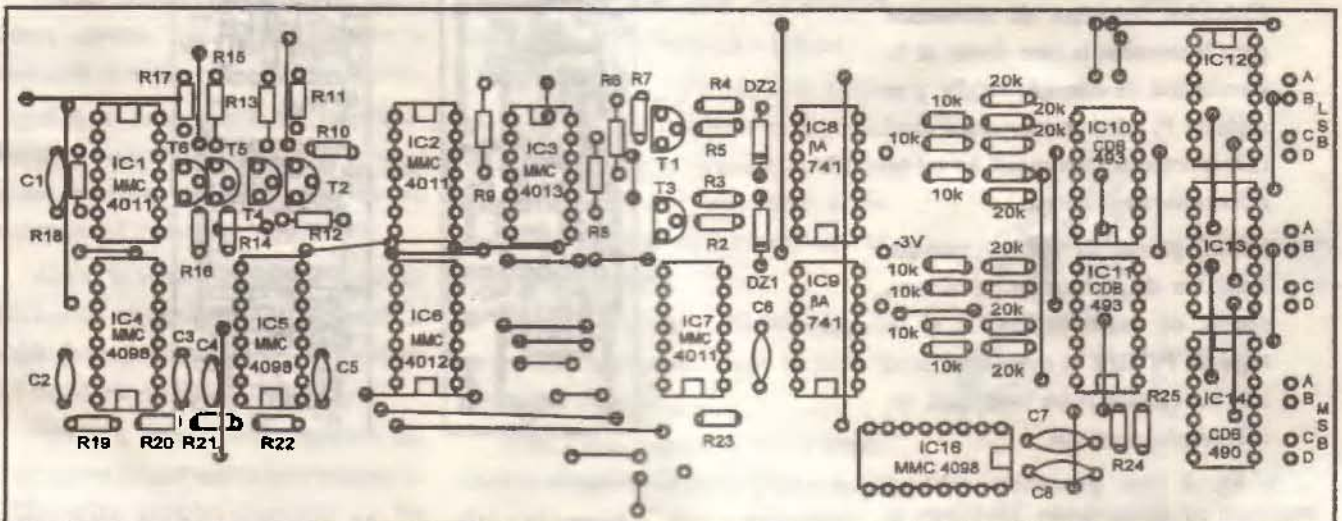 R17
R15
R13
R11
R10
T6
T5
C1
IC1
MMC
4011
R18
T4
T2
R12
R14
R16
IC2
MMC
4011
R9
IC3
MMC
4013
R6
R7
R8
T1
T3
R4
R5
R3
R2
DZ2
DZ1
IC8
βA
741
10k
10k
10k
20k
20k
20k
20k
IC10
CDB
493
IC12
A
B
C
D
LSB
IC4
MMC
4098
C2
C3
C4
IC5
MMC
4098
C5
R19
R20
R21
R22
IC6
MMC
4012
IC7
MMC
4011
C6
R23
IC9
βA
741
-3V
10k
10k
10k
10k
20k
20k
20k
IC11
CDB
493
IC13
A
B
C
D
IC16
MMC 4098
C7
C8
R24
R25
IC14
CDB
490
A
B
C
D
MSB